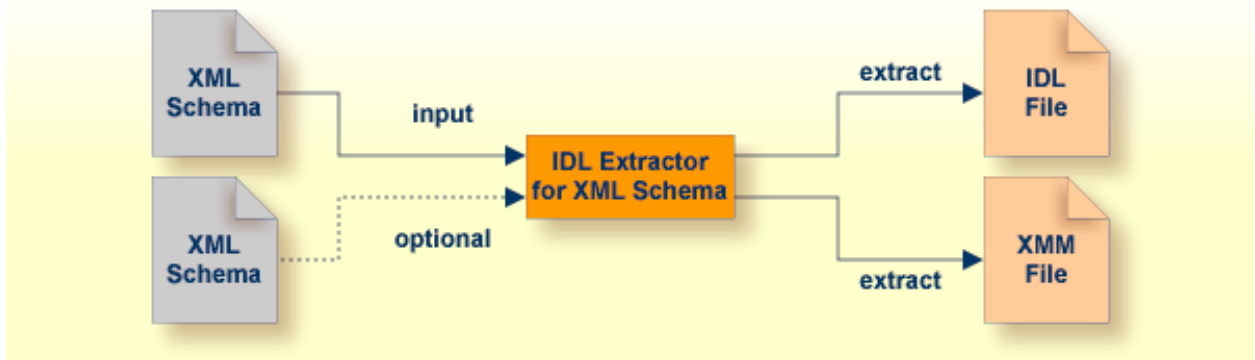 XML
Schema
input
extract
IDL
File
IDL Extractor
for XML Schema
XML
Schema
optional
extract
XMM
File